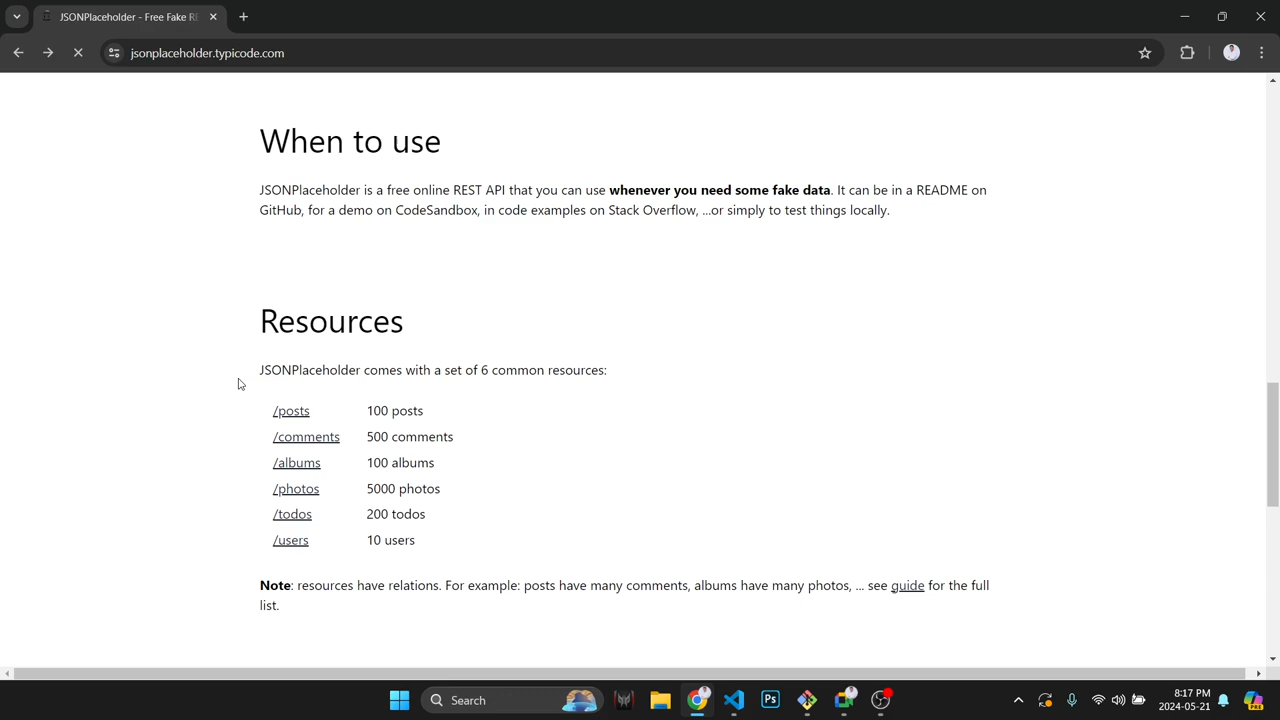 JSONPlaceholder - Free Fake RE
jsonplaceholder.typicode.com
When to use
JSONPlaceholder is a free online REST API that you can use whenever you need some fake data. It can be in a README on
GitHub, for a demo on CodeSandbox, in code examples on Stack Overflow, ...or simply to test things locally.
Resources
JSONPlaceholder comes with a set of 6 common resources:
/posts 100 posts
/comments 500 comments
/albums 100 albums
/photos 5000 photos
/todos 200 todos
/users 10 users
Note: resources have relations. For example: posts have many comments, albums have many photos, ... see guide for the full
list.
Search
Ps
8:17 PM
2024-05-21